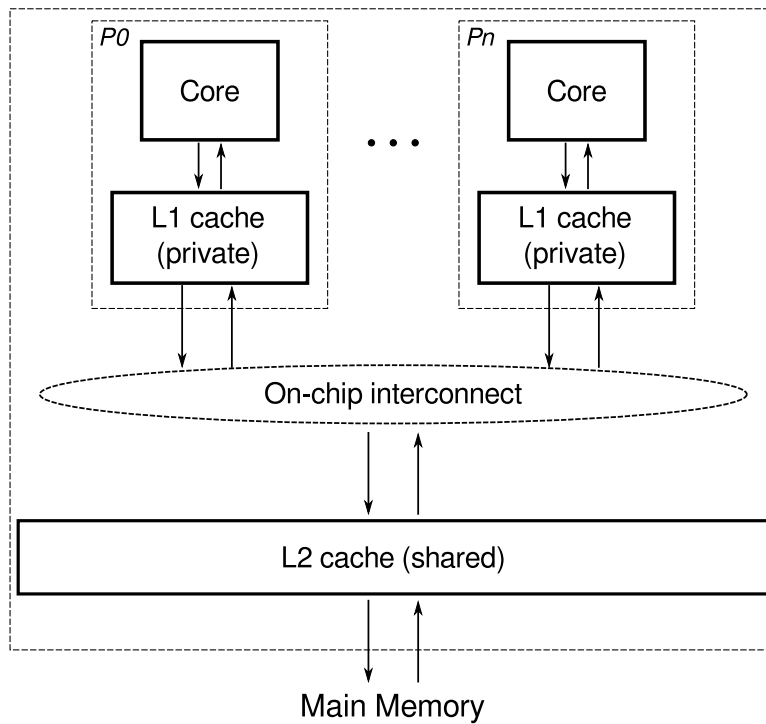 P0
Pn
Core
Core
...
L1 cache
(private)
L1 cache
(private)
On-chip interconnect
L2 cache (shared)
Main Memory